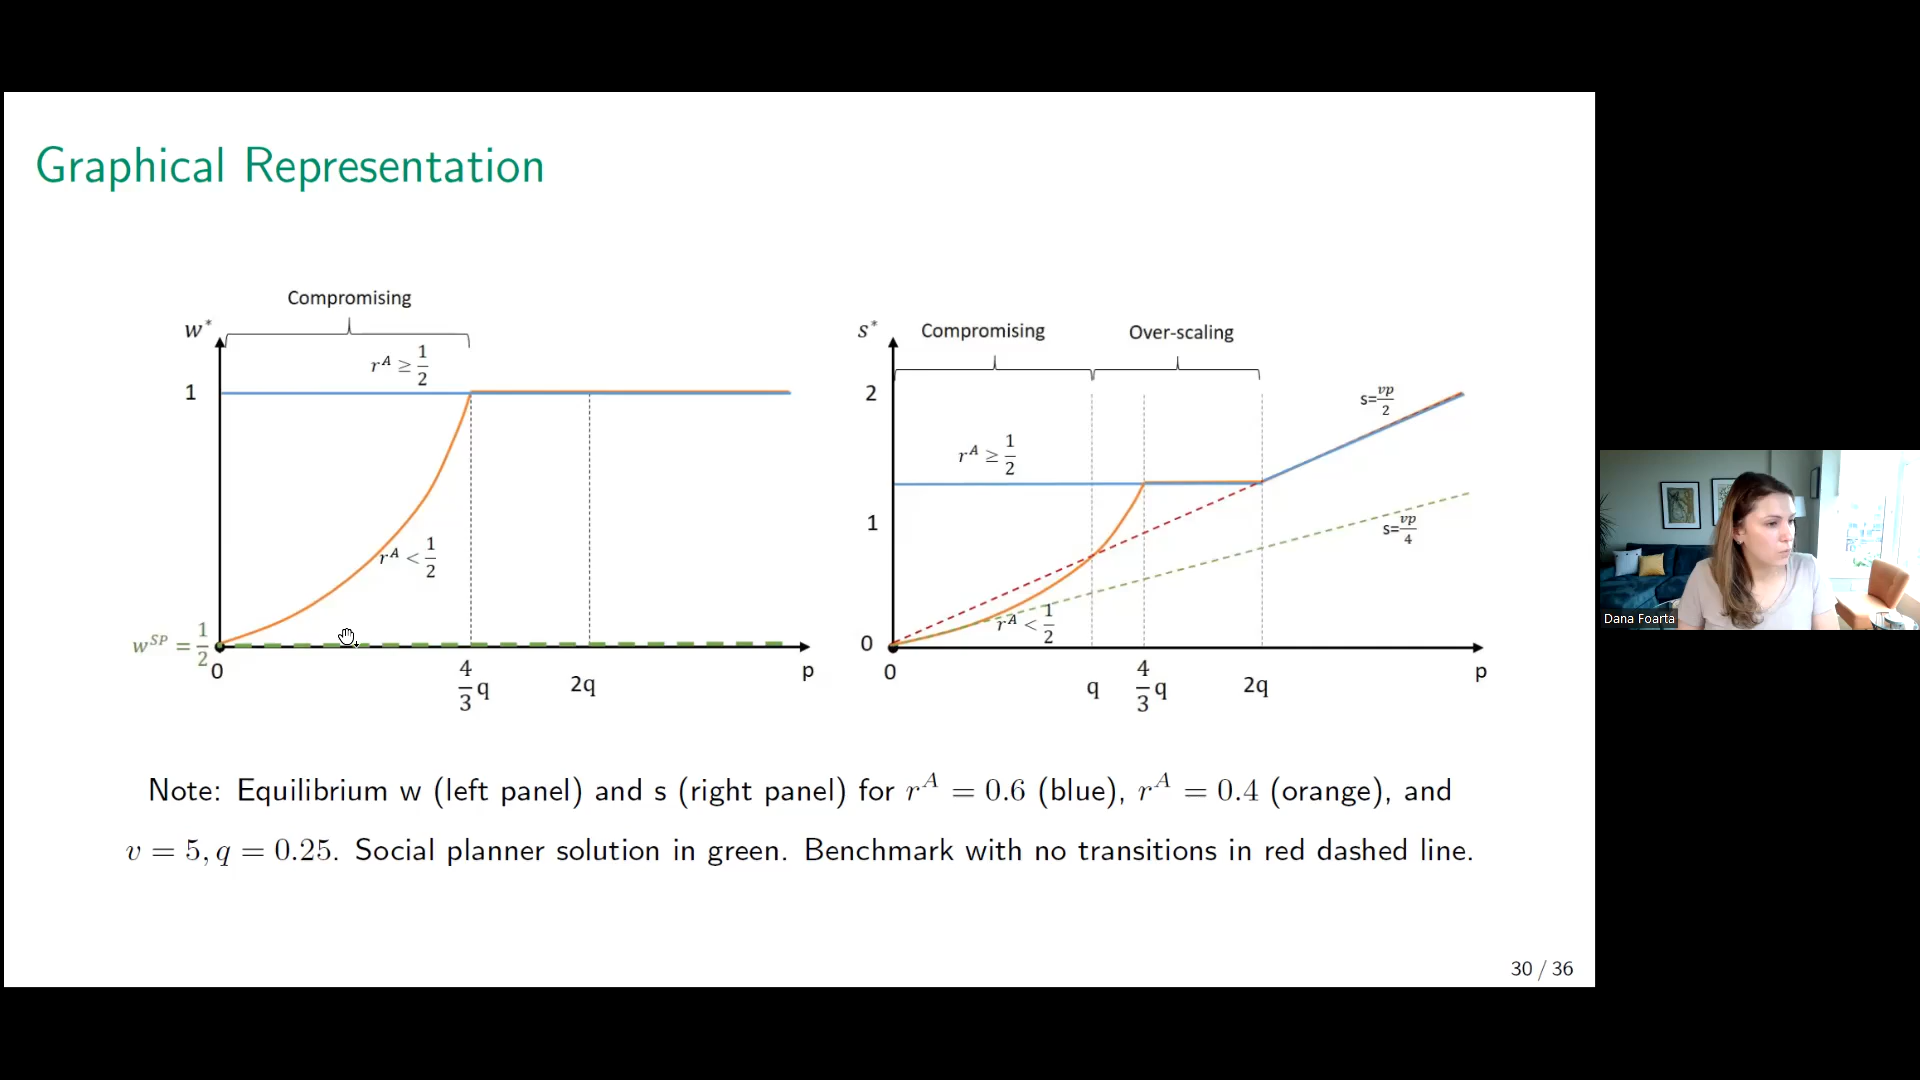 Graphical Representation
Compromising
w*
r^A ≥ 1/2
1
r^A < 1/2
w^SP = 1/2
0
4/3 q
2q
p
s*
Compromising
Over-scaling
2
s=vp/2
r^A ≥ 1/2
1
s=vp/4
r^A < 1/2
0
0
q
4/3 q
2q
p
Note: Equilibrium w (left panel) and s (right panel) for r^A = 0.6 (blue), r^A = 0.4 (orange), and
v = 5, q = 0.25. Social planner solution in green. Benchmark with no transitions in red dashed line.
30 / 36
Dana Foarta